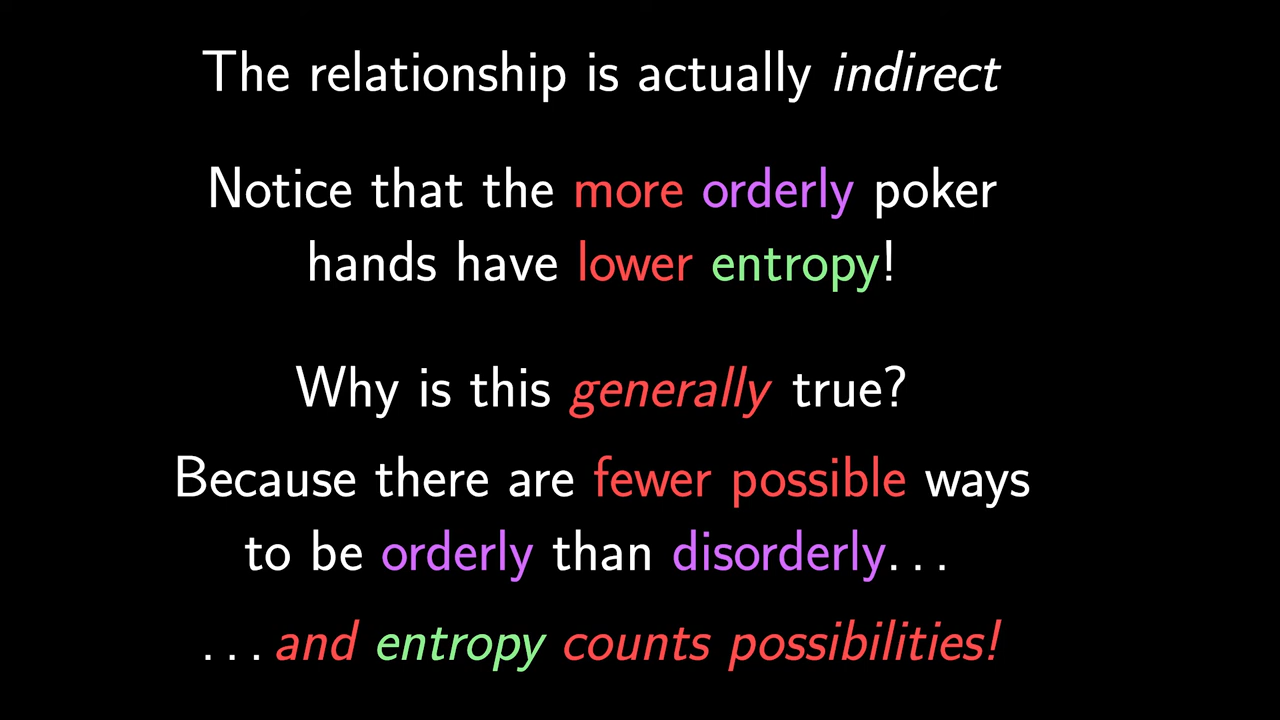 The relationship is actually indirect
Notice that the more orderly poker
hands have lower entropy!
Why is this generally true?
Because there are fewer possible ways
to be orderly than disorderly...
...and entropy counts possibilities!